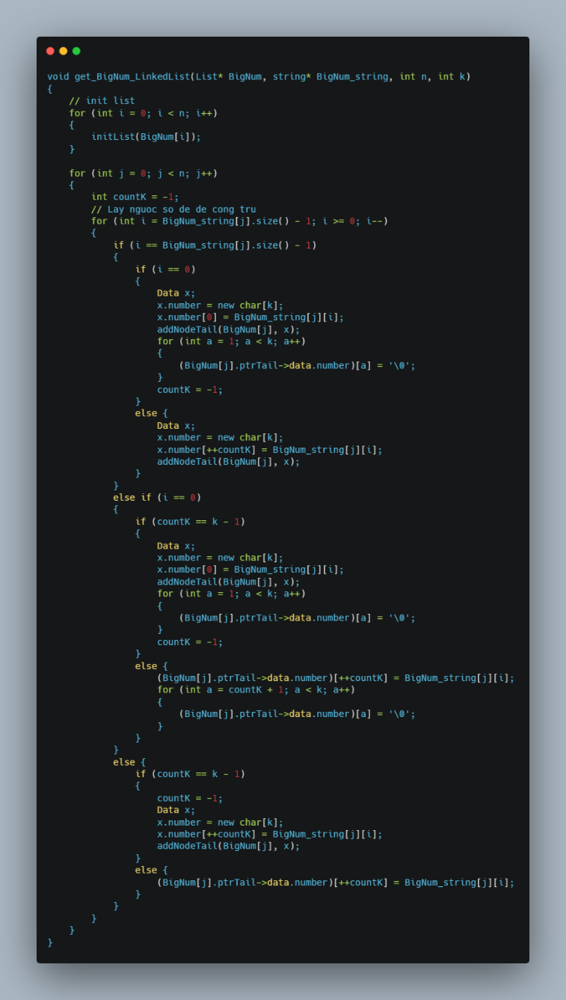 void get_BigNum_LinkedList(List* BigNum, string* BigNum_string, int n, int k)
{
    // init list
    for (int i = 0; i < n; i++)
    {
        initList(BigNum[i]);
    }

    for (int j = 0; j < n; j++)
    {
        int countK = -1;
        // Lay nguoc so de de cong tru
        for (int i = BigNum_string[j].size() - 1; i >= 0; i--)
        {
            if (i == BigNum_string[j].size() - 1)
            {
                if (i == 0)
                {
                    Data x;
                    x.number = new char[k];
                    x.number[0] = BigNum_string[j][i];
                    addNodeTail(BigNum[j], x);
                    for (int a = 1; a < k; a++)
                    {
                        (BigNum[j].ptrTail->data.number)[a] = '\0';
                    }
                    countK = -1;
                }
                else {
                    Data x;
                    x.number = new char[k];
                    x.number[++countK] = BigNum_string[j][i];
                    addNodeTail(BigNum[j], x);
                }
            }
            else if (i == 0)
            {
                if (countK == k - 1)
                {
                    Data x;
                    x.number = new char[k];
                    x.number[0] = BigNum_string[j][i];
                    addNodeTail(BigNum[j], x);
                    for (int a = 1; a < k; a++)
                    {
                        (BigNum[j].ptrTail->data.number)[a] = '\0';
                    }
                    countK = -1;
                }
                else {
                    (BigNum[j].ptrTail->data.number)[++countK] = BigNum_string[j][i];
                    for (int a = countK + 1; a < k; a++)
                    {
                        (BigNum[j].ptrTail->data.number)[a] = '\0';
                    }
                }
            }
            else {
                if (countK == k - 1)
                {
                    countK = -1;
                    Data x;
                    x.number = new char[k];
                    x.number[++countK] = BigNum_string[j][i];
                    addNodeTail(BigNum[j], x);
                }
                else {
                    (BigNum[j].ptrTail->data.number)[++countK] = BigNum_string[j][i];
                }
            }
        }
    }
}